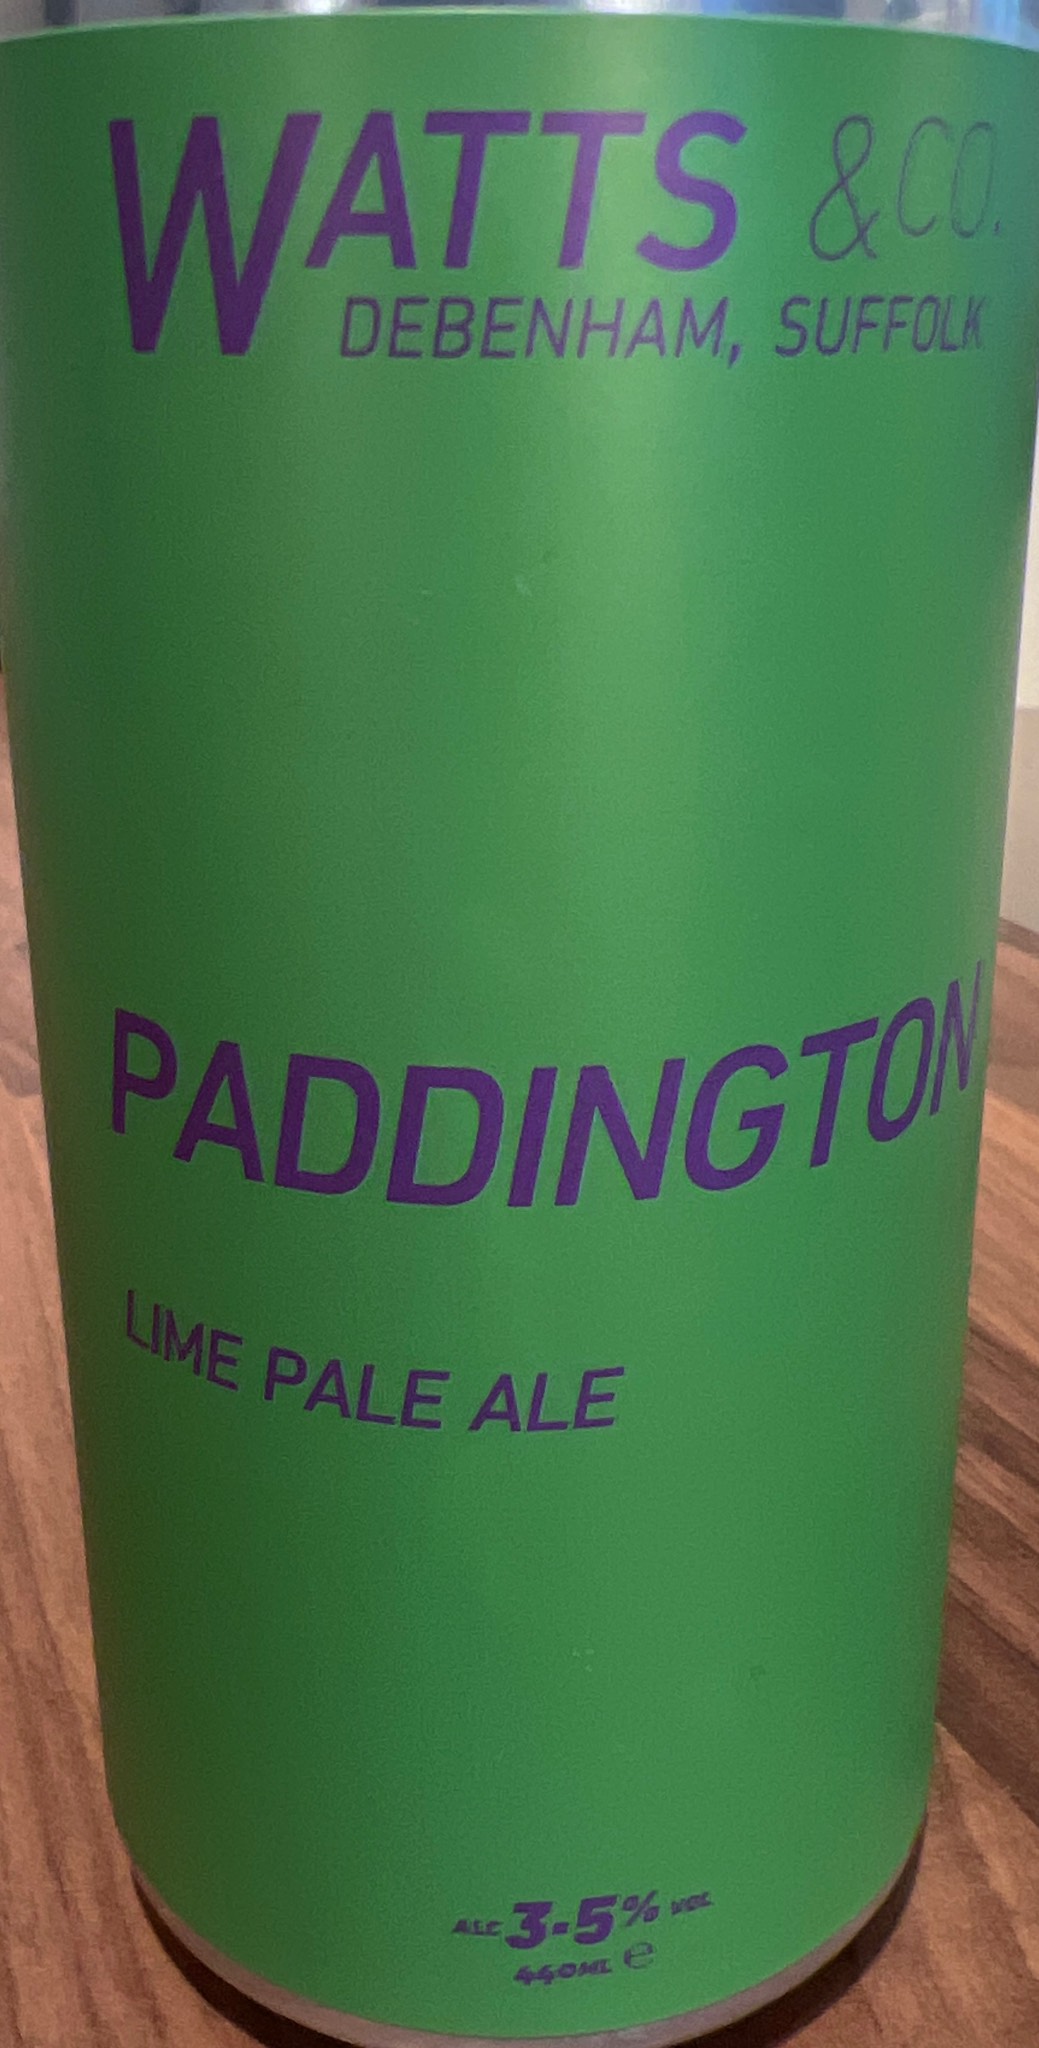 WATTS &CO.
DEBENHAM, SUFFOLK
PADDINGTON
LIME PALE ALE
ALC 3.5% VOL
440ML e